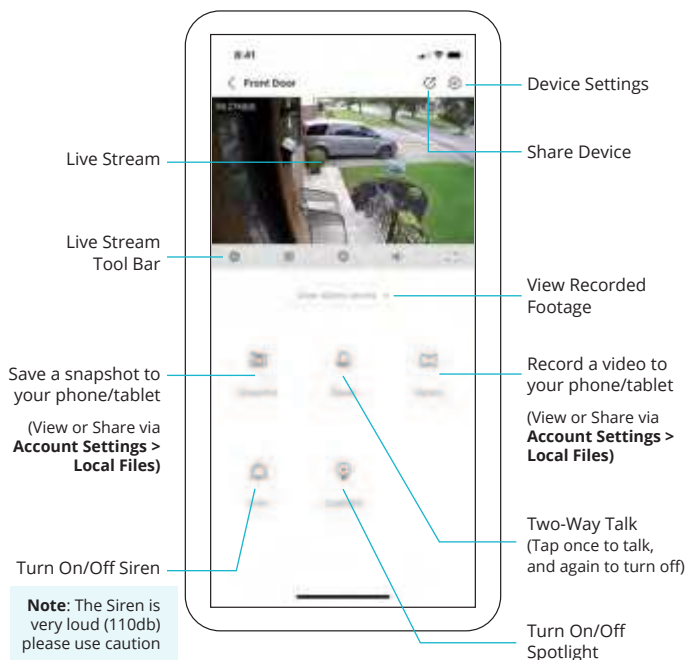 8:41
Front Door
Device Settings
Share Device
Live Stream
Live Stream
Tool Bar
View Recorded
Footage
Save a snapshot to
your phone/tablet
(View or Share via
Account Settings >
Local Files)
Record a video to
your phone/tablet
(View or Share via
Account Settings >
Local Files)
Two-Way Talk
(Tap once to talk,
and again to turn off)
Turn On/Off Siren
Note: The Siren is
very loud (110db)
please use caution
Turn On/Off
Spotlight